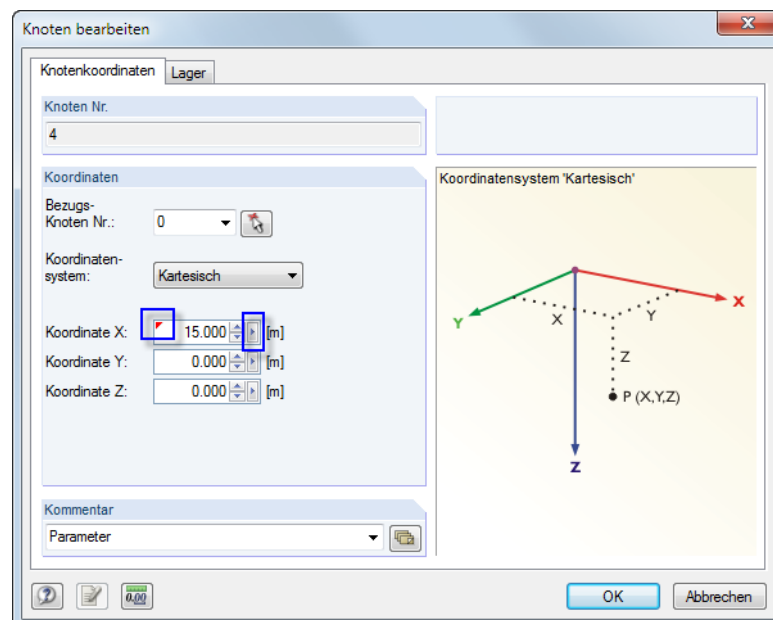 Knoten bearbeiten
Knotenkoordinaten
Lager
Knoten Nr.
4
Koordinaten
Bezugs-
Knoten Nr.:
0
Koordinaten-
system:
Kartesisch
Koordinate X:
15.000
[m]
Koordinate Y:
0.000
[m]
Koordinate Z:
0.000
[m]
Kommentar
Parameter
Koordinatensystem 'Kartesisch'
X
Y
X
Y
Z
P (X,Y,Z)
Z
0.00
OK
Abbrechen